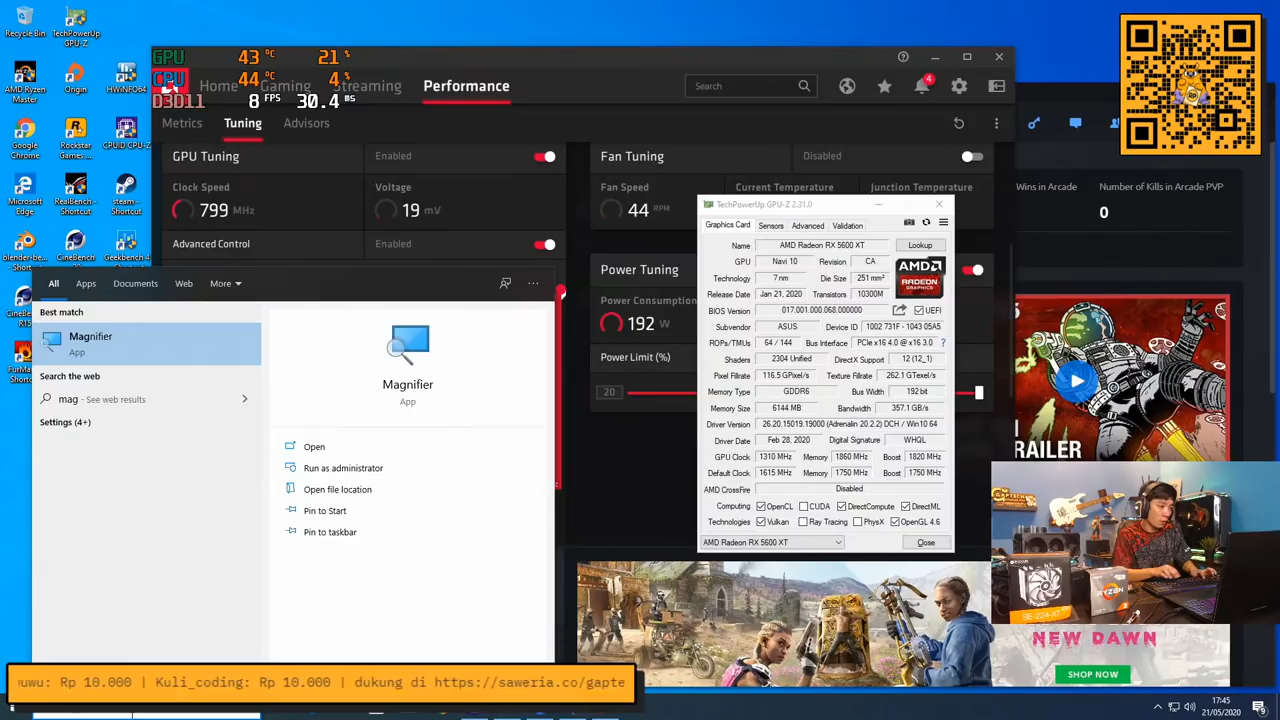 Recycle Bin
TechPowerUp GPU-Z
AMD Ryzen Master
Origin
HWiNFO64
Google Chrome
Rockstar Games ...
CPUID CPU-Z
Microsoft Edge
RealBench - Shortcut
steam - Shortcut
blender-be...
CineBench
Geekbench 4
GPU 43 °C 21 %
CPU 44 °C 4 %
D3D11 8 FPS 30.4 ms
Home Gaming Streaming Performance
Search
4
Metrics Tuning Advisors
GPU Tuning Enabled
Clock Speed Voltage
799 MHz 19 mV
Advanced Control Enabled
Fan Tuning Disabled
Fan Speed Current Temperature Junction Temperature
44 RPM
Power Tuning
Power Consumption
192 W
Power Limit (%)
20
TechPowerUp GPU-Z 2.31.0
Graphics Card Sensors Advanced Validation
Name AMD Radeon RX 5600 XT Lookup
GPU Navi 10 Revision CA
Technology 7 nm Die Size 251 mm²
Release Date Jan 21, 2020 Transistors 10300M
AMD RADEON GRAPHICS
BIOS Version 017.001.000.068.000000 UEFI
Subvendor ASUS Device ID 1002 731F - 1043 05A5
ROPs/TMUs 64 / 144 Bus Interface PCIe x16 4.0 @ x16 3.0 ?
Shaders 2304 Unified DirectX Support 12 (12_1)
Pixel Fillrate 116.5 GPixel/s Texture Fillrate 262.1 GTexel/s
Memory Type GDDR6 Bus Width 192 bit
Memory Size 6144 MB Bandwidth 357.1 GB/s
Driver Version 26.20.15019.19000 (Adrenalin 20.2.2) DCH / Win10 64
Driver Date Feb 28, 2020 Digital Signature WHQL
GPU Clock 1310 MHz Memory 1860 MHz Boost 1820 MHz
Default Clock 1615 MHz Memory 1750 MHz Boost 1750 MHz
AMD CrossFire Disabled
Computing OpenCL CUDA DirectCompute DirectML
Technologies Vulkan Ray Tracing PhysX OpenGL 4.6
AMD Radeon RX 5600 XT Close
All Apps Documents Web More
Best match
Magnifier
App
Search the web
mag - See web results
Settings (4+)
Magnifier
App
Open
Run as administrator
Open file location
Pin to Start
Pin to taskbar
Wins in Arcade Number of Kills in Arcade PVP
0
RAILER
GAPTECH
SE-224-XT
RYZEN
NEW DAWN
SHOP NOW
uwu: Rp 10.000 | Kuli_coding: Rp 10.000 | dukung di https://saweria.co/gapte
17:45
21/05/2020